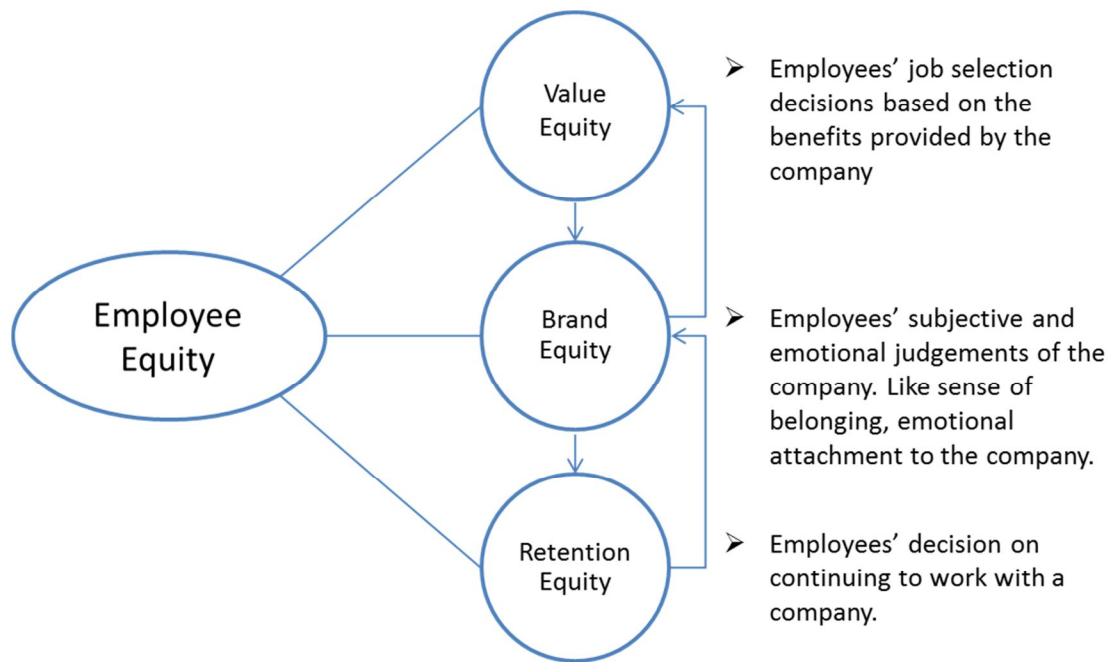 Value
Equity
➢ Employees’ job selection
decisions based on the
benefits provided by the
company
Employee
Equity
Brand
Equity
➢ Employees’ subjective and
emotional judgements of the
company. Like sense of
belonging, emotional
attachment to the company.
Retention
Equity
➢ Employees’ decision on
continuing to work with a
company.